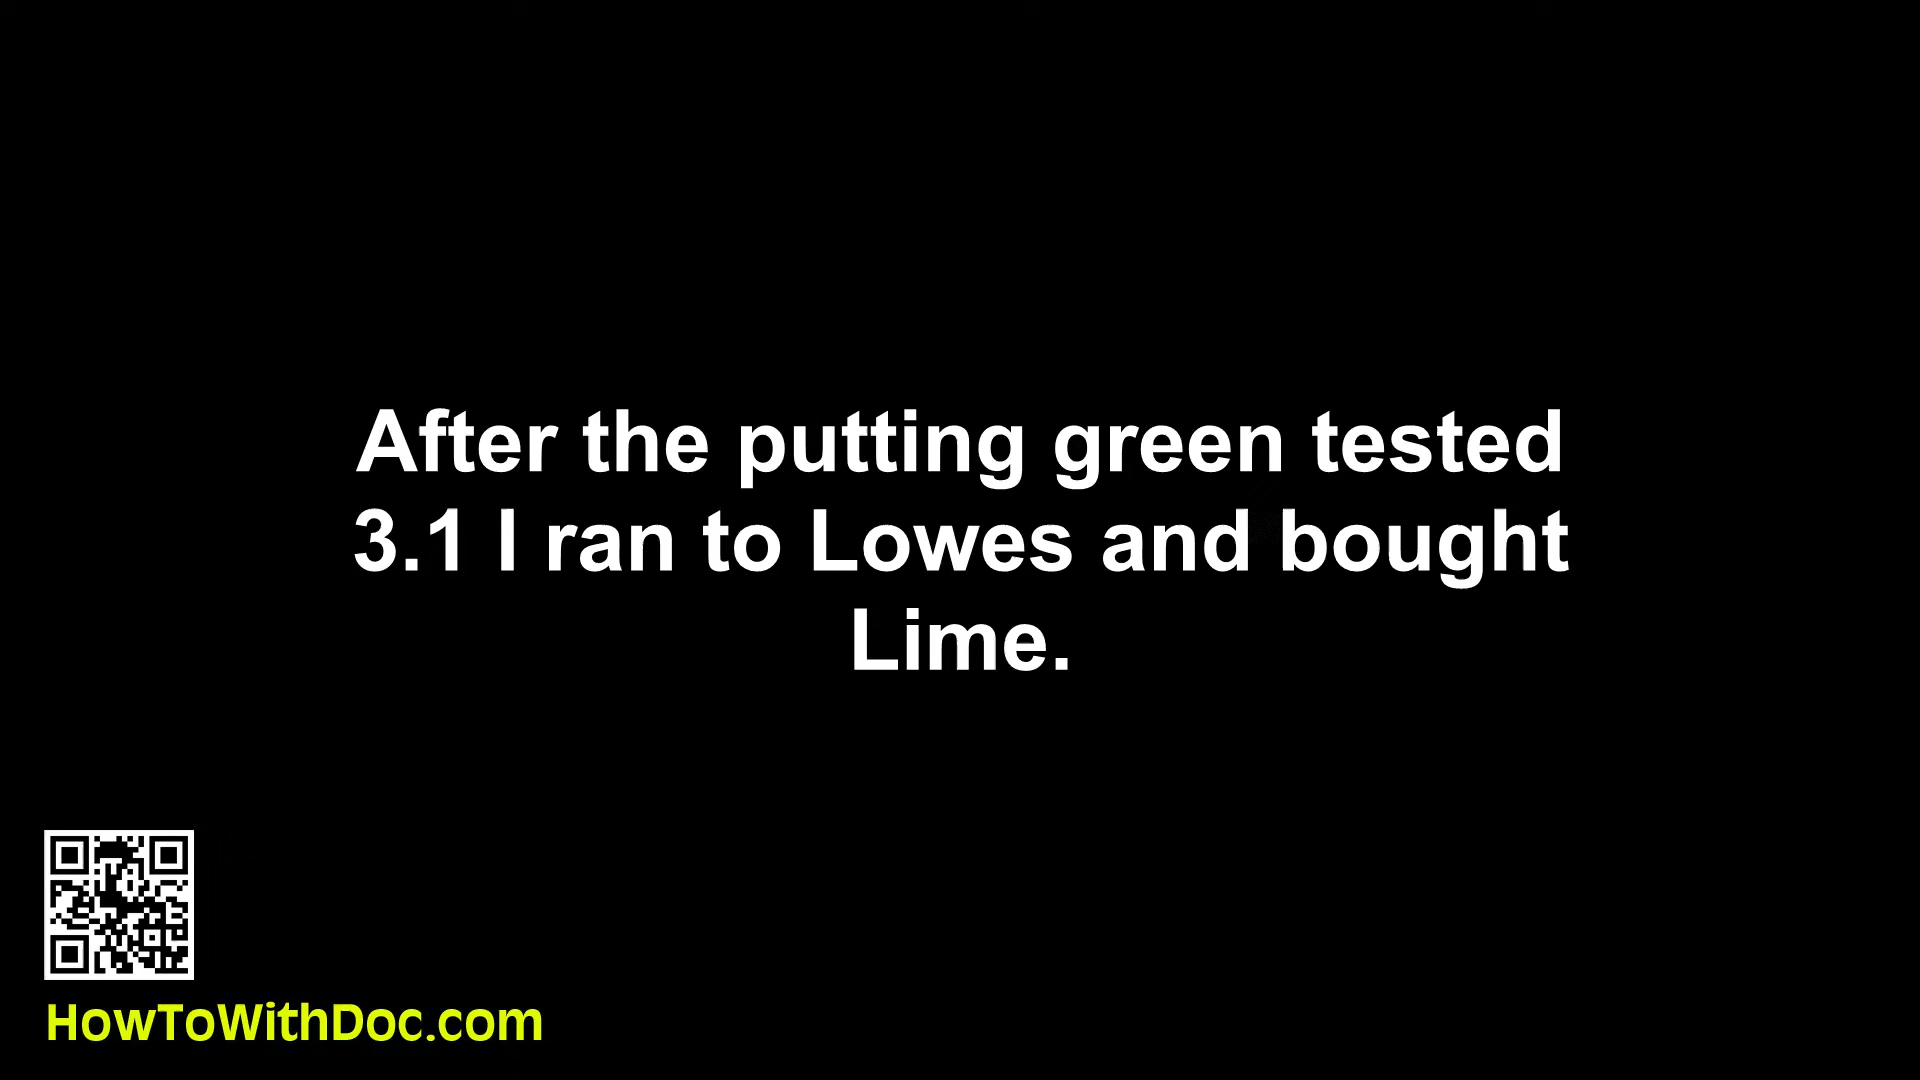 After the putting green tested
3.1 I ran to Lowes and bought
Lime.
HowToWithDoc.com